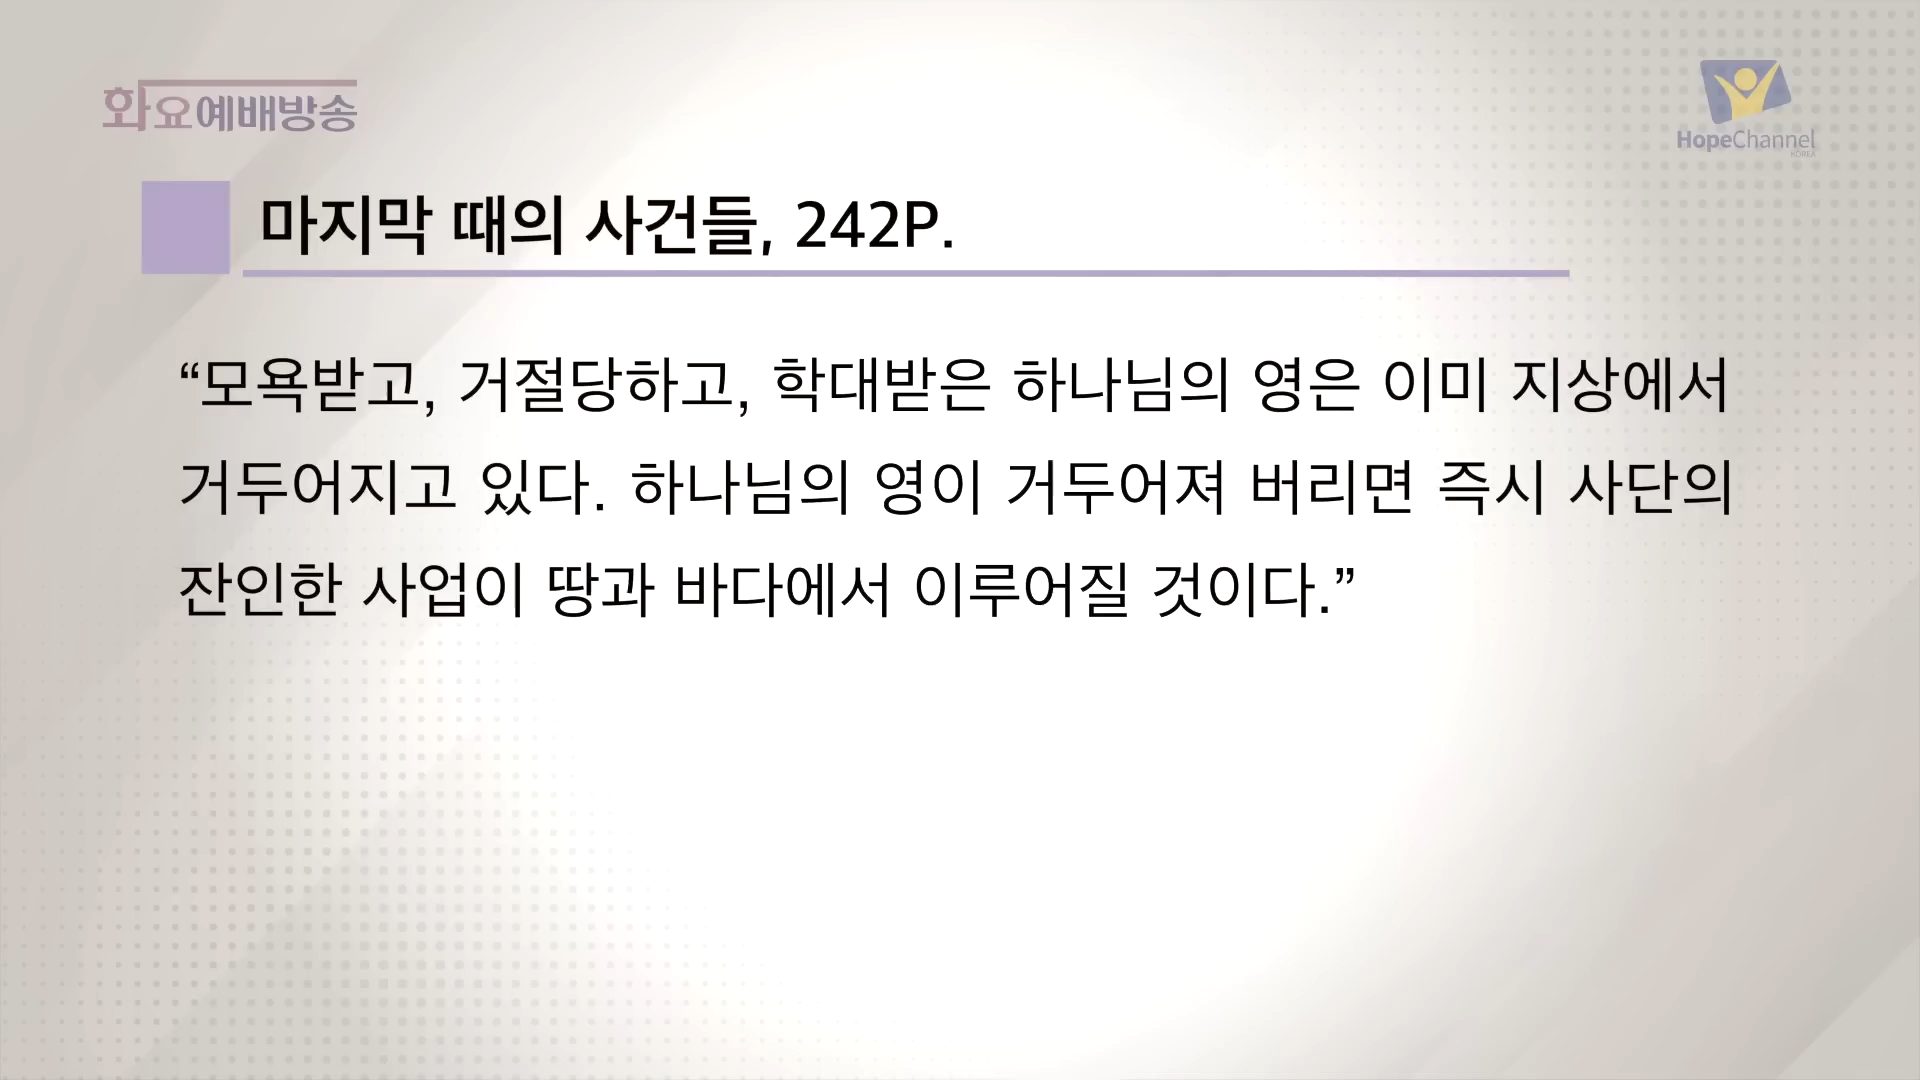 화요예배방송
HopeChannel
KOREA
마지막 때의 사건들, 242P.
“모욕받고, 거절당하고, 학대받은 하나님의 영은 이미 지상에서
거두어지고 있다. 하나님의 영이 거두어져 버리면 즉시 사단의
잔인한 사업이 땅과 바다에서 이루어질 것이다.”